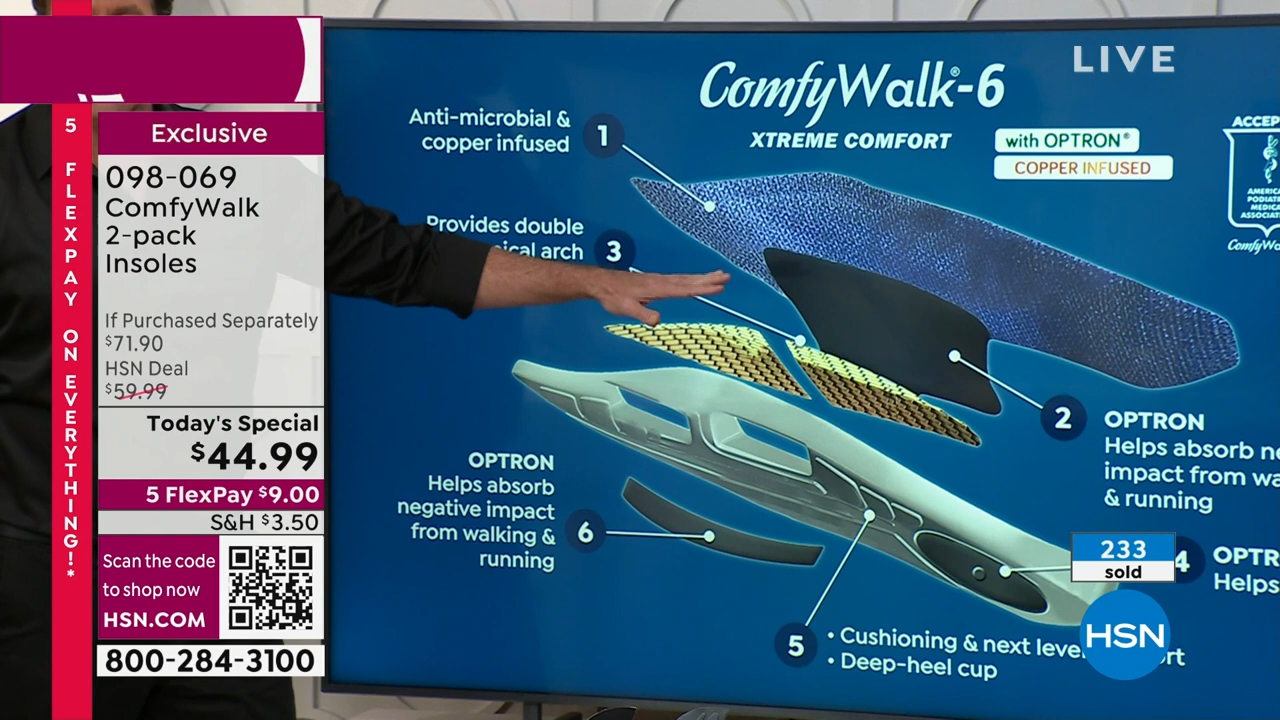 5 FLEXPAY ON EVERYTHING!*
Exclusive
098-069
ComfyWalk
2-pack
Insoles
If Purchased Separately
$71.90
HSN Deal
$59.99
Today's Special
$44.99
5 FlexPay $9.00
S&H $3.50
Scan the code
to shop now
HSN.COM
800-284-3100
LIVE
ComfyWalk®-6
XTREME COMFORT
with OPTRON®
COPPER INFUSED
Anti-microbial &
copper infused
1
Provides double
arch
3
2
OPTRON
Helps absorb
impact from
& running
OPTRON
Helps absorb
negative impact
from walking &
running
6
4
Helps
5
• Cushioning & next level
• Deep-heel cup
233
sold
HSN
AMERICA
MEDIC